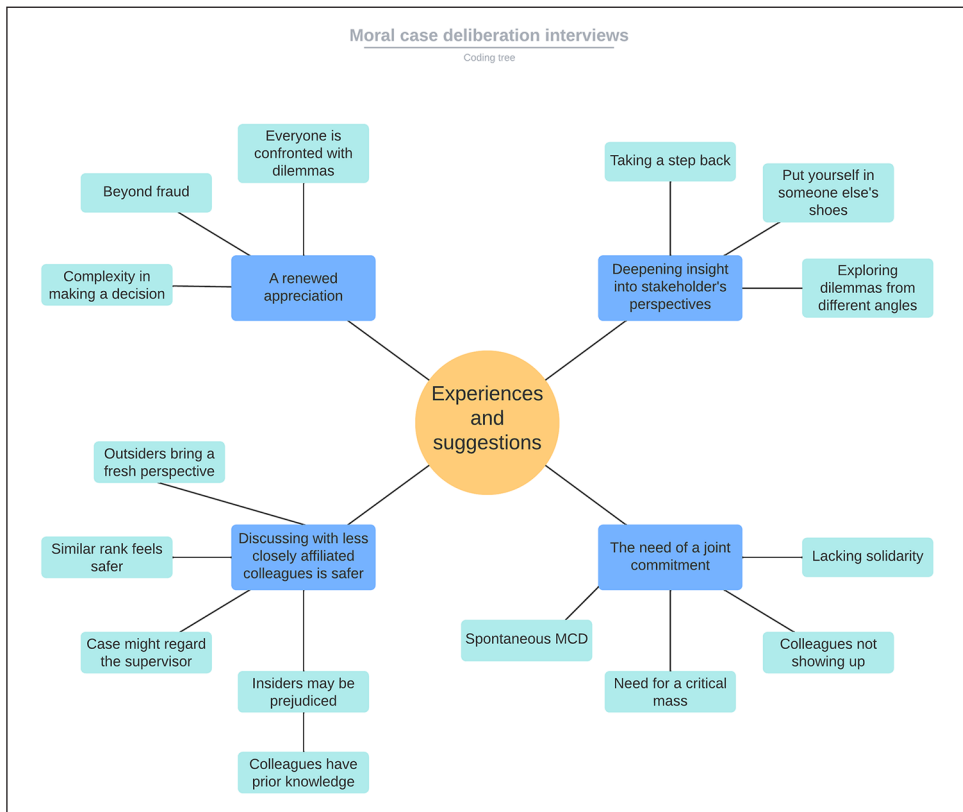 Moral case deliberation interviews
Coding tree
Everyone is
confronted with
dilemmas
Beyond fraud
Complexity in
making a decision
A renewed
appreciation
Taking a step back
Put yourself in
someone else's
shoes
Deepening insight
into stakeholder's
perspectives
Exploring
dilemmas from
different angles
Experiences
and
suggestions
Outsiders bring a
fresh perspective
Similar rank feels
safer
Discussing with less
closely affiliated
colleagues is safer
Case might regard
the supervisor
Insiders may be
prejudiced
Colleagues have
prior knowledge
The need of a joint
commitment
Lacking solidarity
Spontaneous MCD
Colleagues not
showing up
Need for a critical
mass